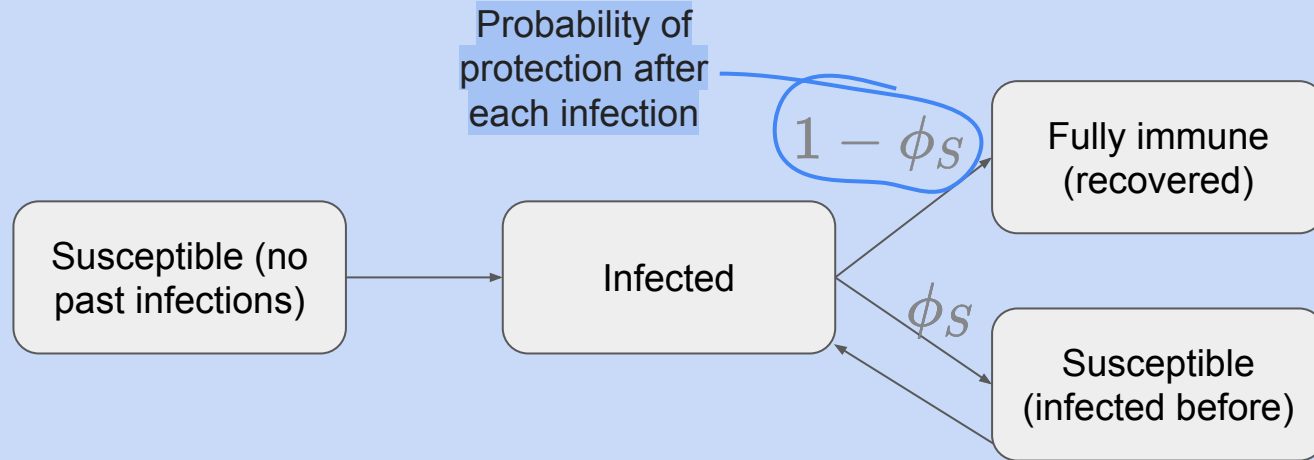 Probability of
protection after
each infection
1 − ϕS
Fully immune
(recovered)
Susceptible (no
past infections)
Infected
ϕS
Susceptible
(infected before)